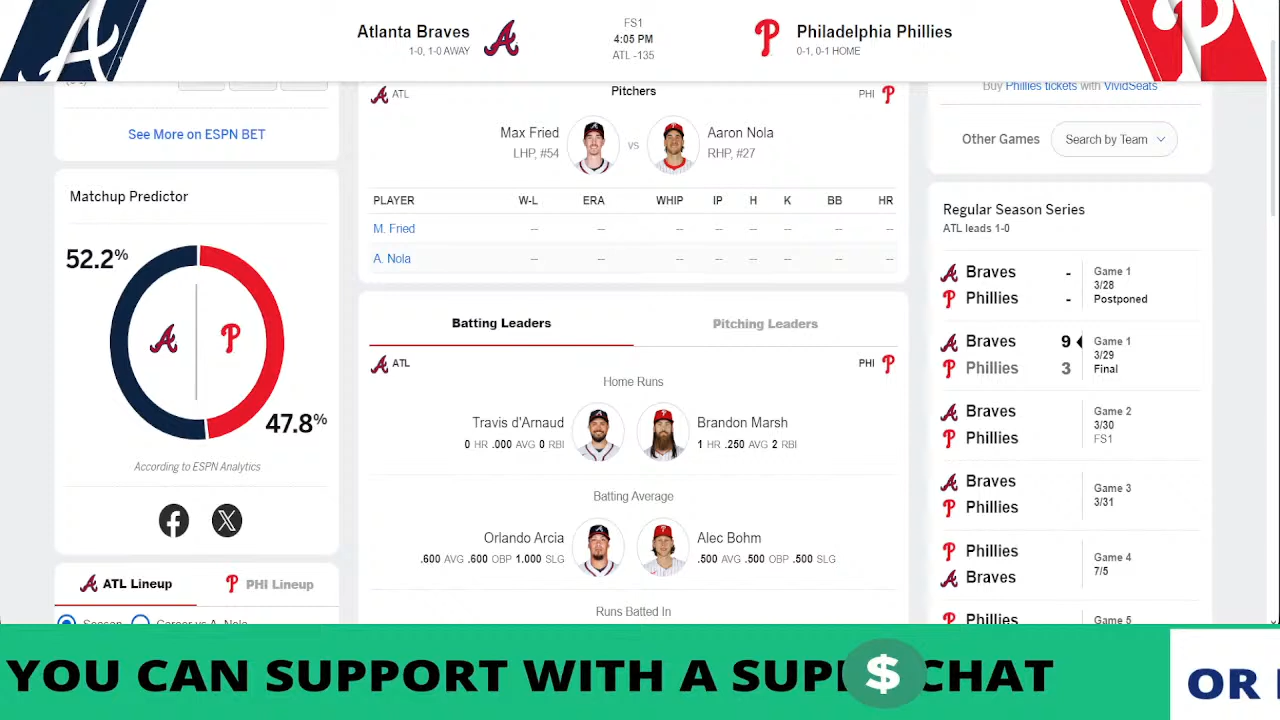 Atlanta Braves
1-0, 1-0 AWAY
FS1
4:05 PM
ATL -135
Philadelphia Phillies
0-1, 0-1 HOME
See More on ESPN BET
Matchup Predictor
52.2%
47.8%
According to ESPN Analytics
ATL Lineup
PHI Lineup
Season
Career vs A. Nola
ATL
Pitchers
PHI
Max Fried
LHP, #54
vs
Aaron Nola
RHP, #27
PLAYER W-L ERA WHIP IP H K BB HR
M. Fried -- -- -- -- -- -- -- --
A. Nola -- -- -- -- -- -- -- --
Batting Leaders
Pitching Leaders
ATL
PHI
Home Runs
Travis d'Arnaud
0 HR .000 AVG 0 RBI
Brandon Marsh
1 HR .250 AVG 2 RBI
Batting Average
Orlando Arcia
.600 AVG .600 OBP 1.000 SLG
Alec Bohm
.500 AVG .500 OBP .500 SLG
Runs Batted In
Buy Phillies tickets with VividSeats
Other Games
Search by Team
Regular Season Series
ATL leads 1-0
Braves -
Phillies -
Game 1
3/28
Postponed
Braves 9
Phillies 3
Game 1
3/29
Final
Braves
Phillies
Game 2
3/30
FS1
Braves
Phillies
Game 3
3/31
Phillies
Braves
Game 4
7/5
Phillies
Game 5
YOU CAN SUPPORT WITH A SUP $ CHAT
OR